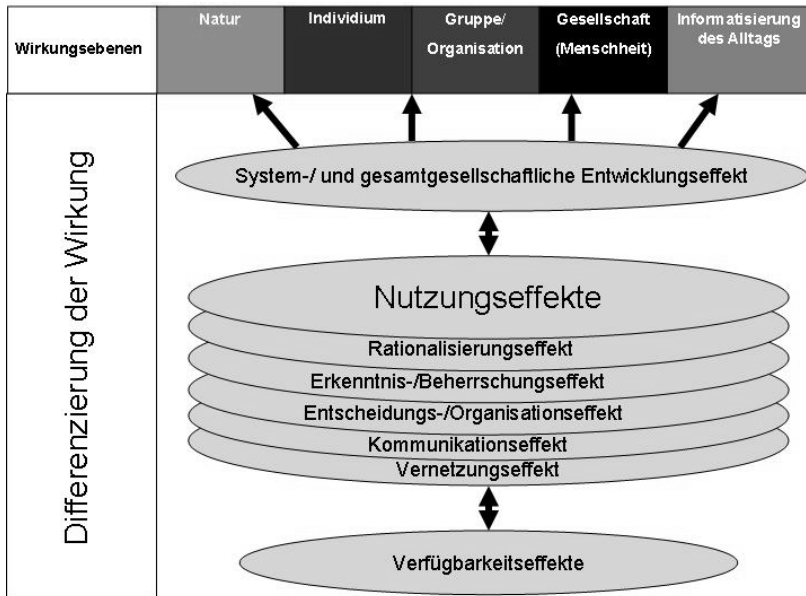 Wirkungsebenen
Natur
Individium
Gruppe/
Organisation
Gesellschaft
(Menschheit)
Informatisierung
des Alltags
Differenzierung der Wirkung
System-/ und gesamtgesellschaftliche Entwicklungseffekt
Nutzungseffekte
Rationalisierungseffekt
Erkenntnis-/Beherrschungseffekt
Entscheidungs-/Organisationseffekt
Kommunikationseffekt
Vernetzungseffekt
Verfügbarkeitseffekte